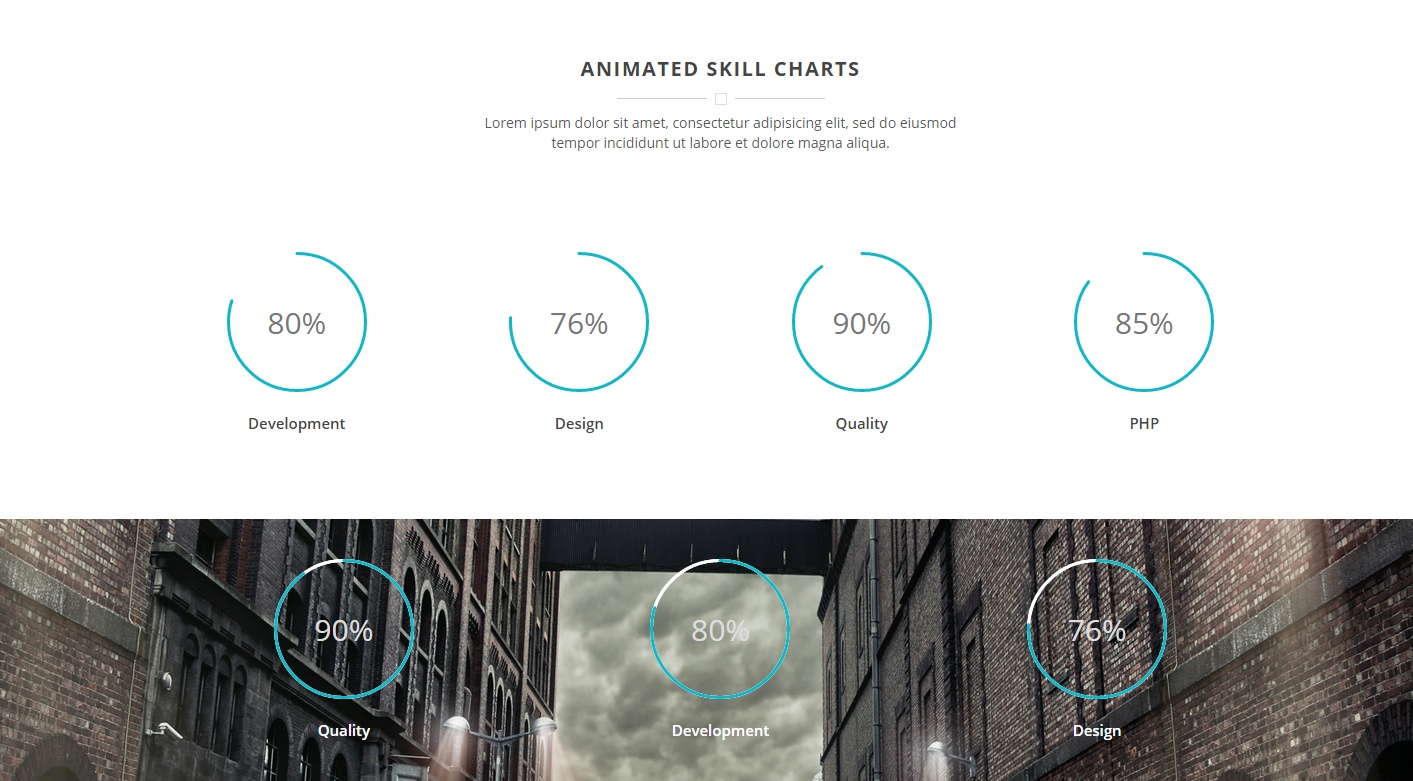 ANIMATED SKILL CHARTS
Lorem ipsum dolor sit amet, consectetur adipisicing elit, sed do eiusmod
tempor incididunt ut labore et dolore magna aliqua.
80%
76%
90%
85%
Development
Design
Quality
PHP
90%
80%
76%
Quality
Development
Design